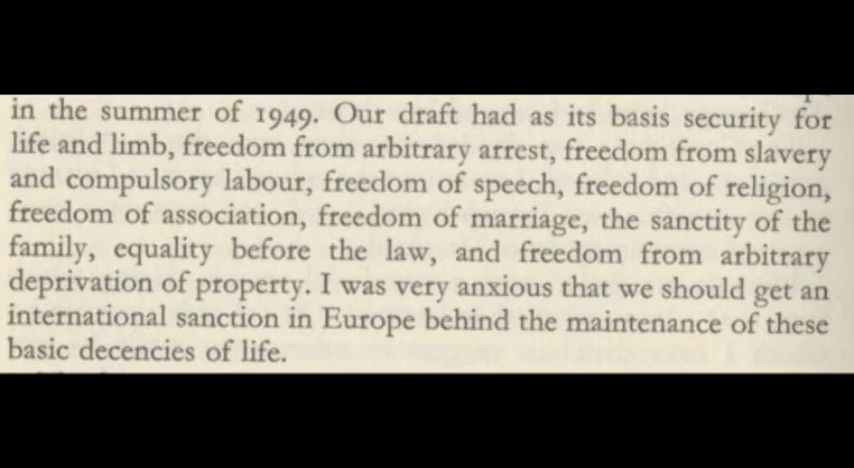 in the summer of 1949. Our draft had as its basis security for
life and limb, freedom from arbitrary arrest, freedom from slavery
and compulsory labour, freedom of speech, freedom of religion,
freedom of association, freedom of marriage, the sanctity of the
family, equality before the law, and freedom from arbitrary
deprivation of property. I was very anxious that we should get an
international sanction in Europe behind the maintenance of these
basic decencies of life.